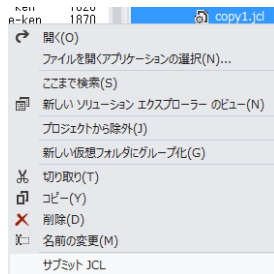 copy1.jcl
e-ken 1870
開く(O)
ファイルを開くアプリケーションの選択(N)...
ここまで検索(S)
新しい ソリューション エクスプローラー のビュー(N)
プロジェクトから除外(J)
新しい仮想フォルダにグループ化(G)
切り取り(T)
コピー(Y)
削除(D)
名前の変更(M)
サブミット JCL